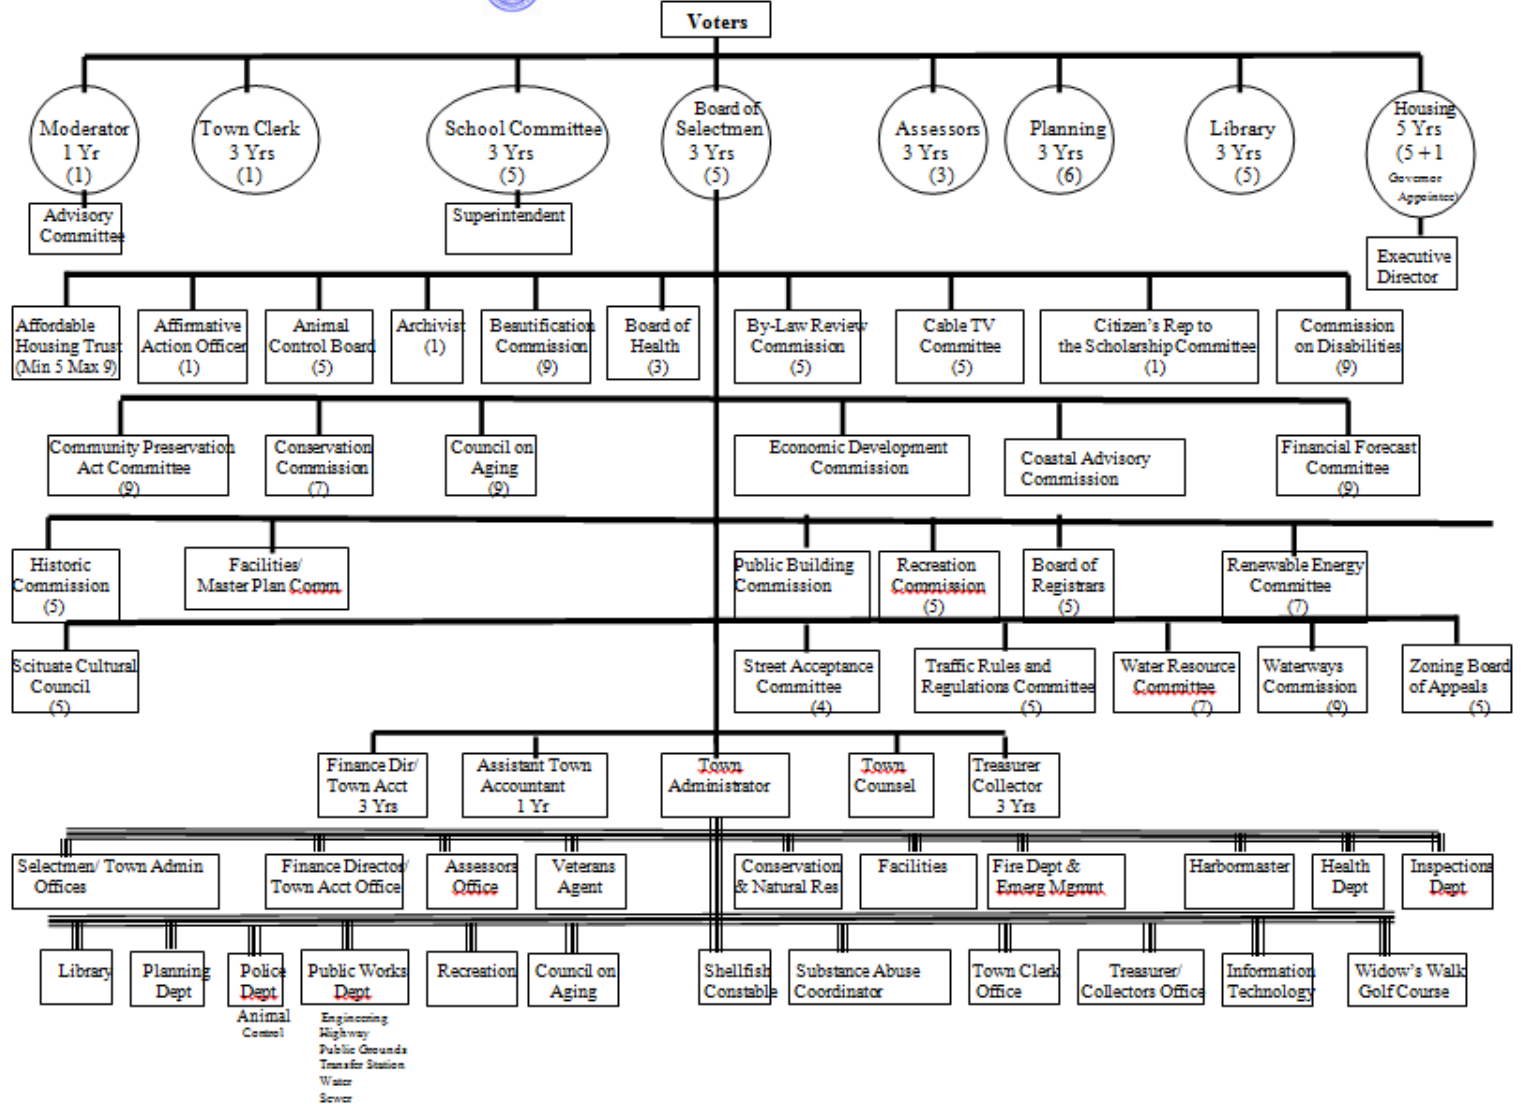 Voters
Moderator
1 Yr
(1)
Town Clerk
3 Yrs
(1)
School Committee
3 Yrs
(5)
Board of
Selectmen
3 Yrs
(5)
Assessors
3 Yrs
(3)
Planning
3 Yrs
(6)
Library
3 Yrs
(5)
Housing
5 Yrs
(5 + 1
Governor
Appointee)
Advisory
Committee
Superintendent
Executive
Director
Affordable
Housing Trust
(Min 5 Max 9)
Affirmative
Action Officer
(1)
Animal
Control Board
(5)
Archivist
(1)
Beautification
Commission
(9)
Board of
Health
(3)
By-Law Review
Commission
(5)
Cable TV
Committee
(5)
Citizen's Rep to
the Scholarship Committee
(1)
Commission
on Disabilities
(9)
Community Preservation
Act Committee
(9)
Conservation
Commission
(7)
Council on
Aging
(9)
Economic Development
Commission
Coastal Advisory
Commission
Financial Forecast
Committee
(9)
Historic
Commission
(5)
Facilities/
Master Plan Comm.
Public Building
Commission
Recreation
Commission
(5)
Board of
Registrars
(5)
Renewable Energy
Committee
(7)
Scituate Cultural
Council
(5)
Street Acceptance
Committee
(4)
Traffic Rules and
Regulations Committee
(5)
Water Resource
Committee
(7)
Waterways
Commission
(9)
Zoning Board
of Appeals
(5)
Finance Dir/
Town Acct
3 Yrs
Assistant Town
Accountant
1 Yr
Town
Administrator
Town
Counsel
Treasurer
Collector
3 Yrs
Selectmen/ Town Admin
Offices
Finance Director/
Town Acct Office
Assessors
Office
Veterans
Agent
Conservation
& Natural Res
Facilities
Fire Dept &
Emerg Mgmnt
Harbormaster
Health
Dept
Inspections
Dept
Library
Planning
Dept
Police
Dept
Animal
Control
Public Works
Dept
Engineering
Highway
Public Grounds
Transfer Station
Water
Sewer
Recreation
Council on
Aging
Shellfish
Constable
Substance Abuse
Coordinator
Town Clerk
Office
Treasurer/
Collectors Office
Information
Technology
Widow's Walk
Golf Course